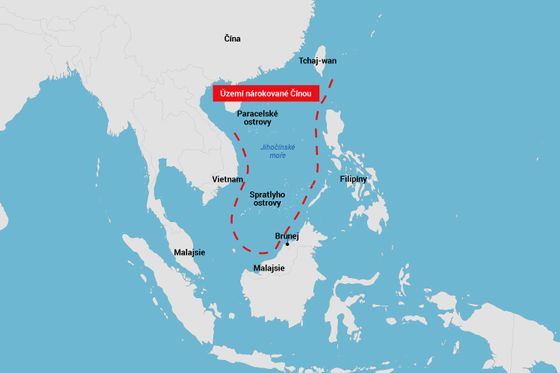 Čína
Tchaj-wan
Území nárokované Čínou
Paracelské
ostrovy
Jihočínské
moře
Vietnam
Filipíny
Spratlyho
ostrovy
Brunej
Malajsie
Malajsie